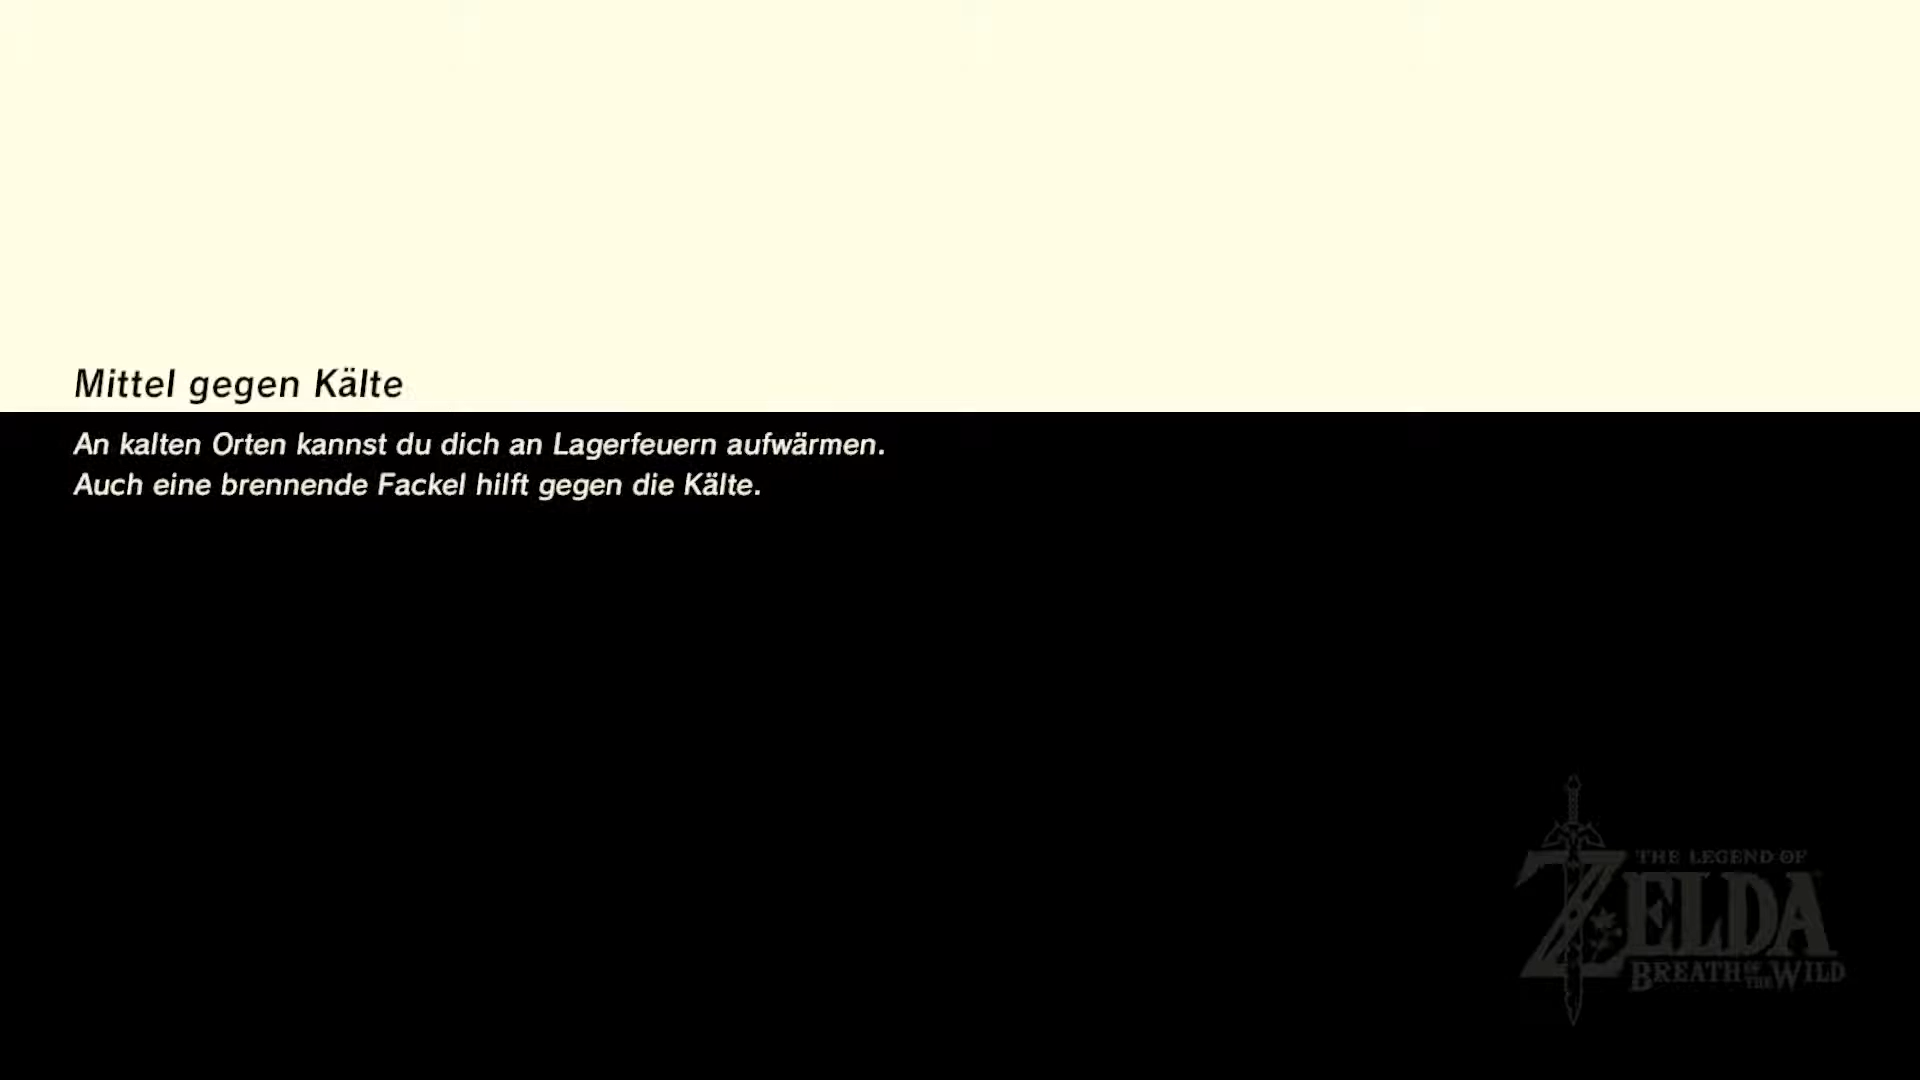 Mittel gegen Kälte
An kalten Orten kannst du dich an Lagerfeuern aufwärmen.
Auch eine brennende Fackel hilft gegen die Kälte.
THE LEGEND OF
ZELDA
BREATH OF THE WILD